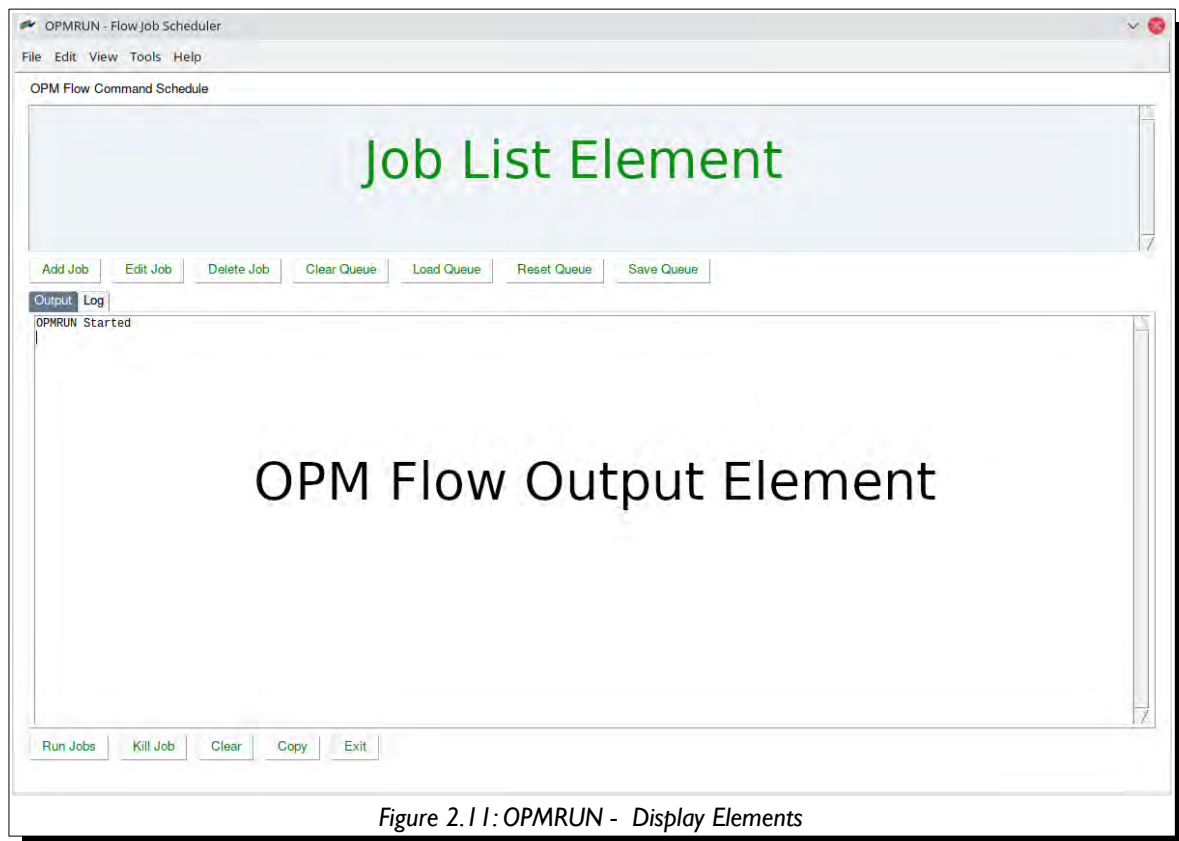 OPMRUN - Flow Job Scheduler
File Edit View Tools Help
OPM Flow Command Schedule
Job List Element
Add Job Edit Job Delete Job Clear Queue Load Queue Reset Queue Save Queue
Output Log
OPMRUN Started
OPM Flow Output Element
Run Jobs Kill Job Clear Copy Exit
Figure 2.11: OPMRUN - Display Elements